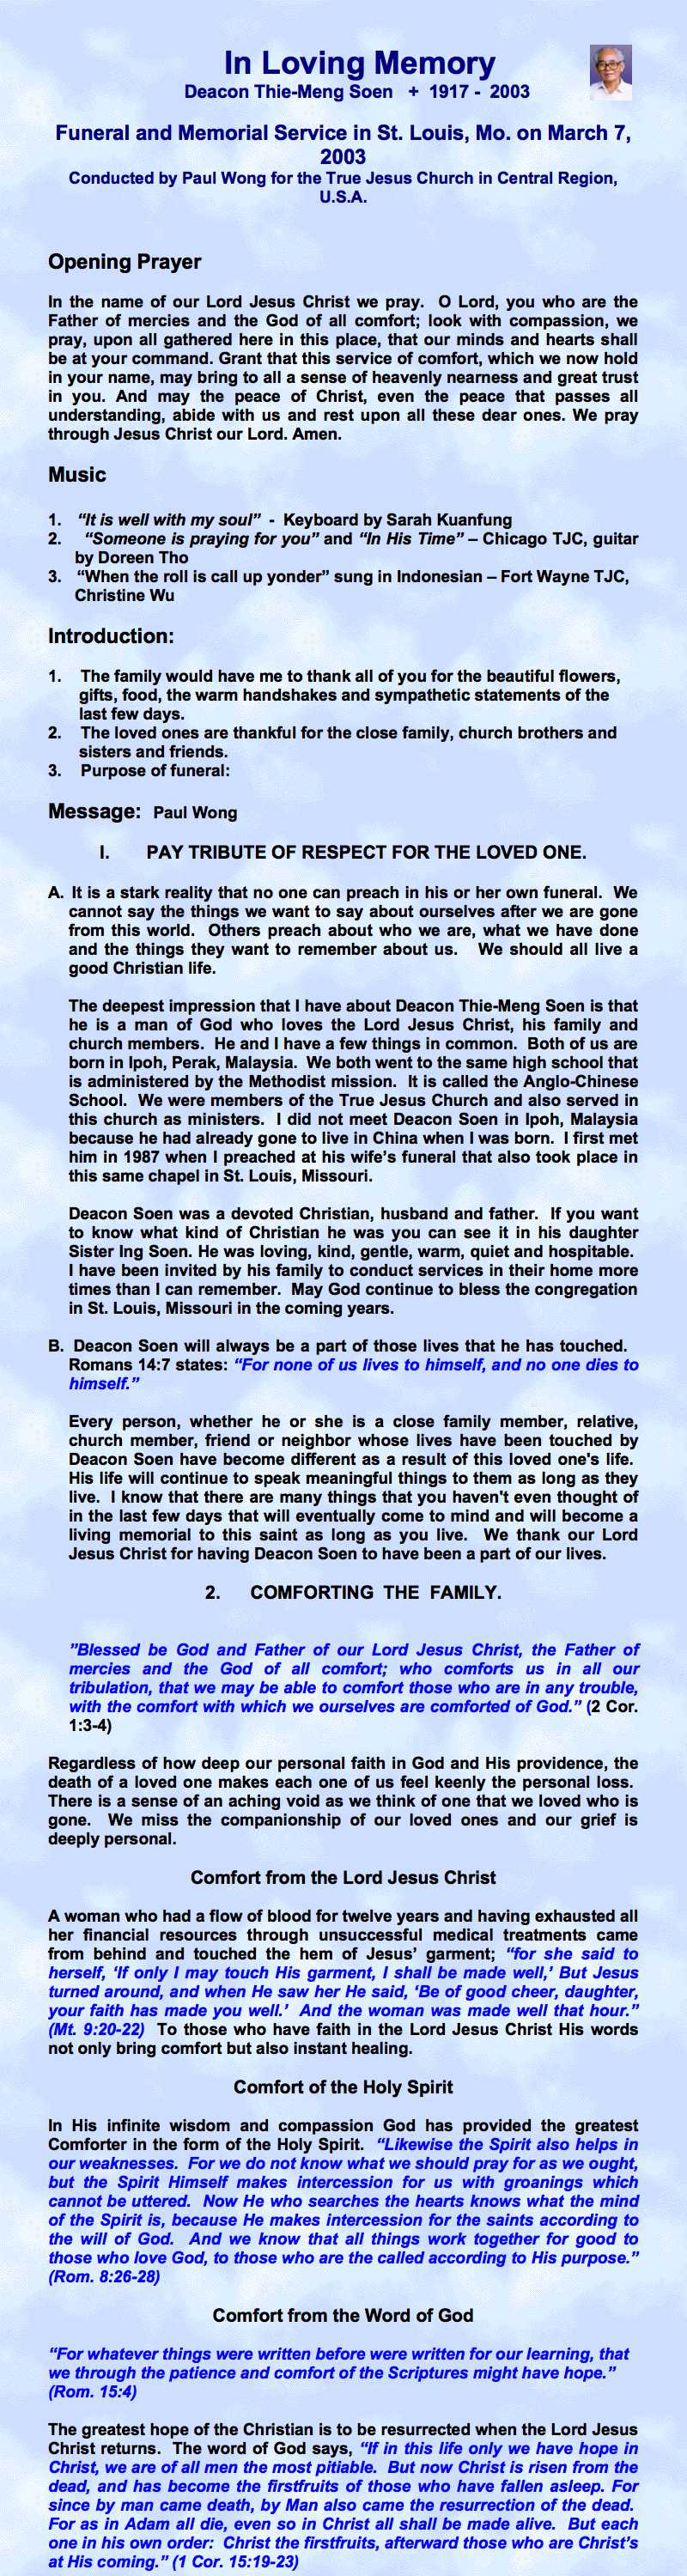 In Loving Memory
Deacon Thie-Meng Soen + 1917 - 2003
Funeral and Memorial Service in St. Louis, Mo. on March 7,
2003
Conducted by Paul Wong for the True Jesus Church in Central Region,
U.S.A.
Opening Prayer
In the name of our Lord Jesus Christ we pray. O Lord, you who are the
Father of mercies and the God of all comfort; look with compassion, we
pray, upon all gathered here in this place, that our minds and hearts shall
be at your command. Grant that this service of comfort, which we now hold
in your name, may bring to all a sense of heavenly nearness and great trust
in you. And may the peace of Christ, even the peace that passes all
understanding, abide with us and rest upon all these dear ones. We pray
through Jesus Christ our Lord. Amen.
Music
1. “It is well with my soul” - Keyboard by Sarah Kuanfung
2. “Someone is praying for you” and “In His Time” – Chicago TJC, guitar
by Doreen Tho
3. “When the roll is call up yonder” sung in Indonesian – Fort Wayne TJC,
Christine Wu
Introduction:
1. The family would have me to thank all of you for the beautiful flowers,
gifts, food, the warm handshakes and sympathetic statements of the
last few days.
2. The loved ones are thankful for the close family, church brothers and
sisters and friends.
3. Purpose of funeral:
Message: Paul Wong
I. PAY TRIBUTE OF RESPECT FOR THE LOVED ONE.
A. It is a stark reality that no one can preach in his or her own funeral. We
cannot say the things we want to say about ourselves after we are gone
from this world. Others preach about who we are, what we have done
and the things they want to remember about us. We should all live a
good Christian life.
The deepest impression that I have about Deacon Thie-Meng Soen is that
he is a man of God who loves the Lord Jesus Christ, his family and
church members. He and I have a few things in common. Both of us are
born in Ipoh, Perak, Malaysia. We both went to the same high school that
is administered by the Methodist mission. It is called the Anglo-Chinese
School. We were members of the True Jesus Church and also served in
this church as ministers. I did not meet Deacon Soen in Ipoh, Malaysia
because he had already gone to live in China when I was born. I first met
him in 1987 when I preached at his wife’s funeral that also took place in
this same chapel in St. Louis, Missouri.
Deacon Soen was a devoted Christian, husband and father. If you want
to know what kind of Christian he was you can see it in his daughter
Sister Ing Soen. He was loving, kind, gentle, warm, quiet and hospitable.
I have been invited by his family to conduct services in their home more
times than I can remember. May God continue to bless the congregation
in St. Louis, Missouri in the coming years.
B. Deacon Soen will always be a part of those lives that he has touched.
Romans 14:7 states: “For none of us lives to himself, and no one dies to
himself.”
Every person, whether he or she is a close family member, relative,
church member, friend or neighbor whose lives have been touched by
Deacon Soen have become different as a result of this loved one's life.
His life will continue to speak meaningful things to them as long as they
live. I know that there are many things that you haven't even thought of
in the last few days that will eventually come to mind and will become a
living memorial to this saint as long as you live. We thank our Lord
Jesus Christ for having Deacon Soen to have been a part of our lives.
2. COMFORTING THE FAMILY.
”Blessed be God and Father of our Lord Jesus Christ, the Father of
mercies and the God of all comfort; who comforts us in all our
tribulation, that we may be able to comfort those who are in any trouble,
with the comfort with which we ourselves are comforted of God.” (2 Cor.
1:3-4)
Regardless of how deep our personal faith in God and His providence, the
death of a loved one makes each one of us feel keenly the personal loss.
There is a sense of an aching void as we think of one that we loved who is
gone. We miss the companionship of our loved ones and our grief is
deeply personal.
Comfort from the Lord Jesus Christ
A woman who had a flow of blood for twelve years and having exhausted all
her financial resources through unsuccessful medical treatments came
from behind and touched the hem of Jesus’ garment; “for she said to
herself, ‘If only I may touch His garment, I shall be made well,’ But Jesus
turned around, and when He saw her He said, ‘Be of good cheer, daughter,
your faith has made you well.’ And the woman was made well that hour.”
(Mt. 9:20-22) To those who have faith in the Lord Jesus Christ His words
not only bring comfort but also instant healing.
Comfort of the Holy Spirit
In His infinite wisdom and compassion God has provided the greatest
Comforter in the form of the Holy Spirit. “Likewise the Spirit also helps in
our weaknesses. For we do not know what we should pray for as we ought,
but the Spirit Himself makes intercession for us with groanings which
cannot be uttered. Now He who searches the hearts knows what the mind
of the Spirit is, because He makes intercession for the saints according to
the will of God. And we know that all things work together for good to
those who love God, to those who are the called according to His purpose.”
(Rom. 8:26-28)
Comfort from the Word of God
“For whatever things were written before were written for our learning, that
we through the patience and comfort of the Scriptures might have hope.”
(Rom. 15:4)
The greatest hope of the Christian is to be resurrected when the Lord Jesus
Christ returns. The word of God says, “If in this life only we have hope in
Christ, we are of all men the most pitiable. But now Christ is risen from the
dead, and has become the firstfruits of those who have fallen asleep. For
since by man came death, by Man also came the resurrection of the dead.
For as in Adam all die, even so in Christ all shall be made alive. But each
one in his own order: Christ the firstfruits, afterward those who are Christ’s
at His coming.” (1 Cor. 15:19-23)